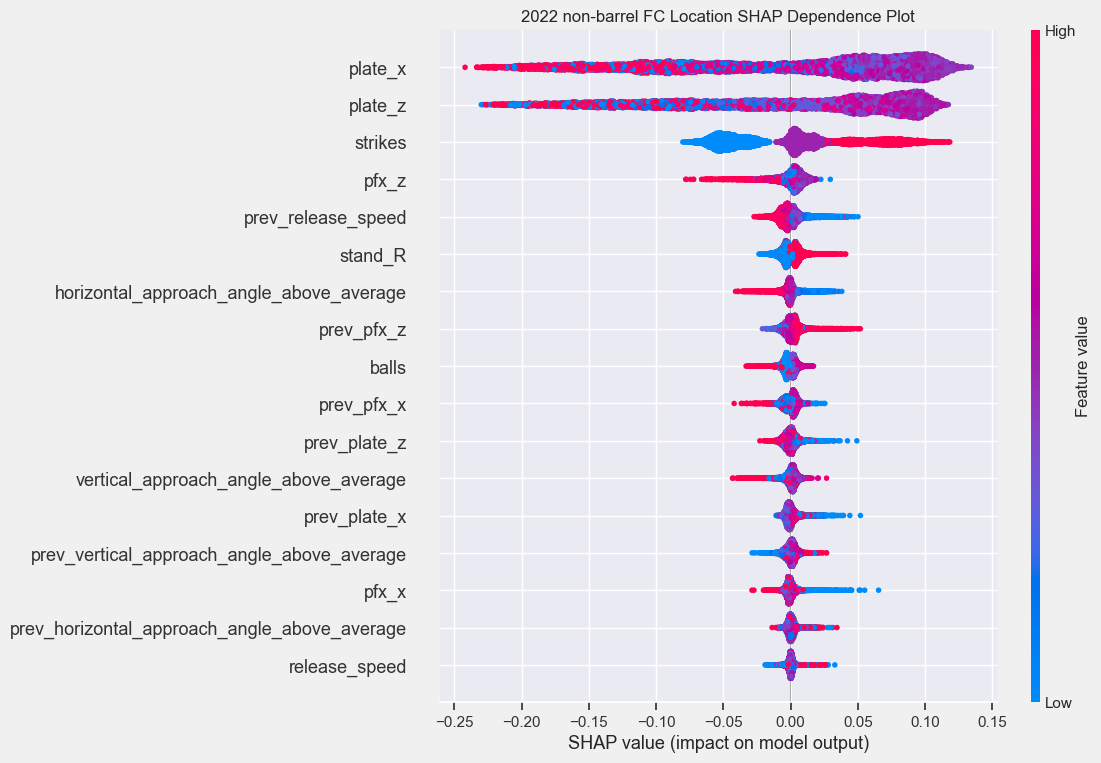 2022 non-barrel FC Location SHAP Dependence Plot
High
plate_x
plate_z
strikes
pfx_z
prev_release_speed
stand_R
horizontal_approach_angle_above_average
prev_pfx_z
balls
prev_pfx_x
prev_plate_z
vertical_approach_angle_above_average
prev_plate_x
prev_vertical_approach_angle_above_average
pfx_x
prev_horizontal_approach_angle_above_average
release_speed
Feature value
Low
−0.25 −0.20 −0.15 −0.10 −0.05 0.00 0.05 0.10 0.15
SHAP value (impact on model output)